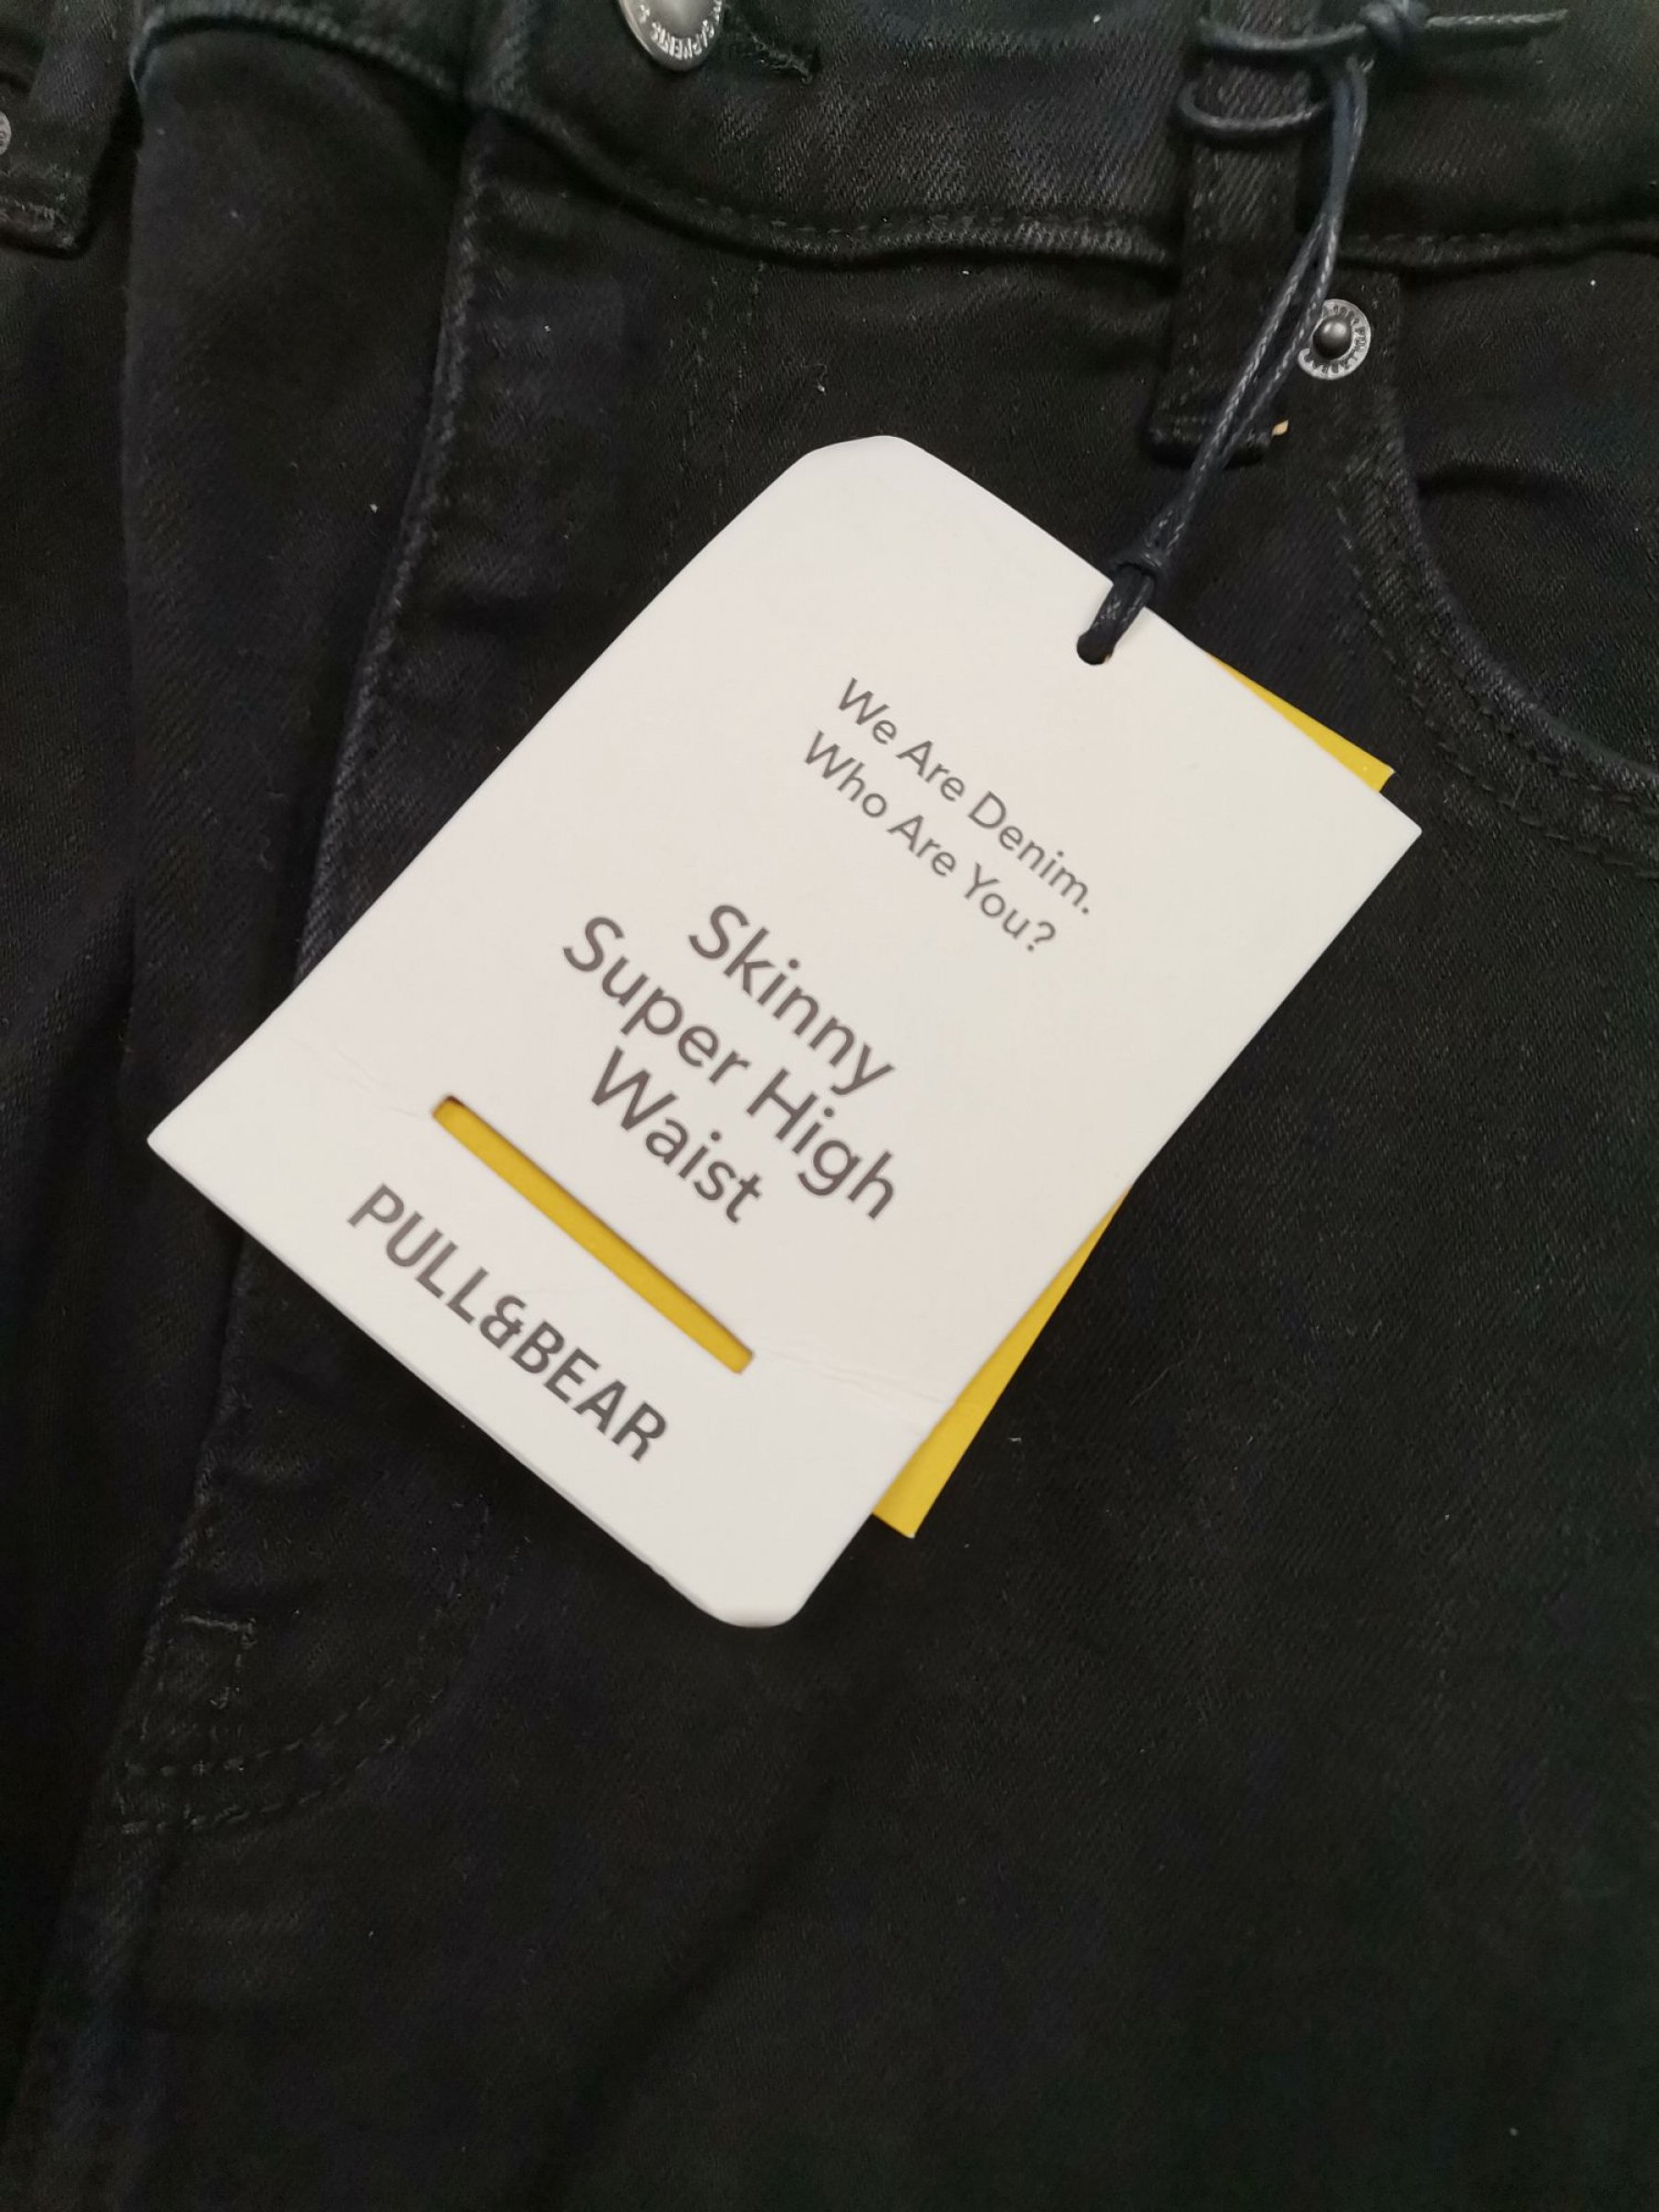 We Are Denim.
Who Are You?
Skinny
Super High
Waist
PULL&BEAR